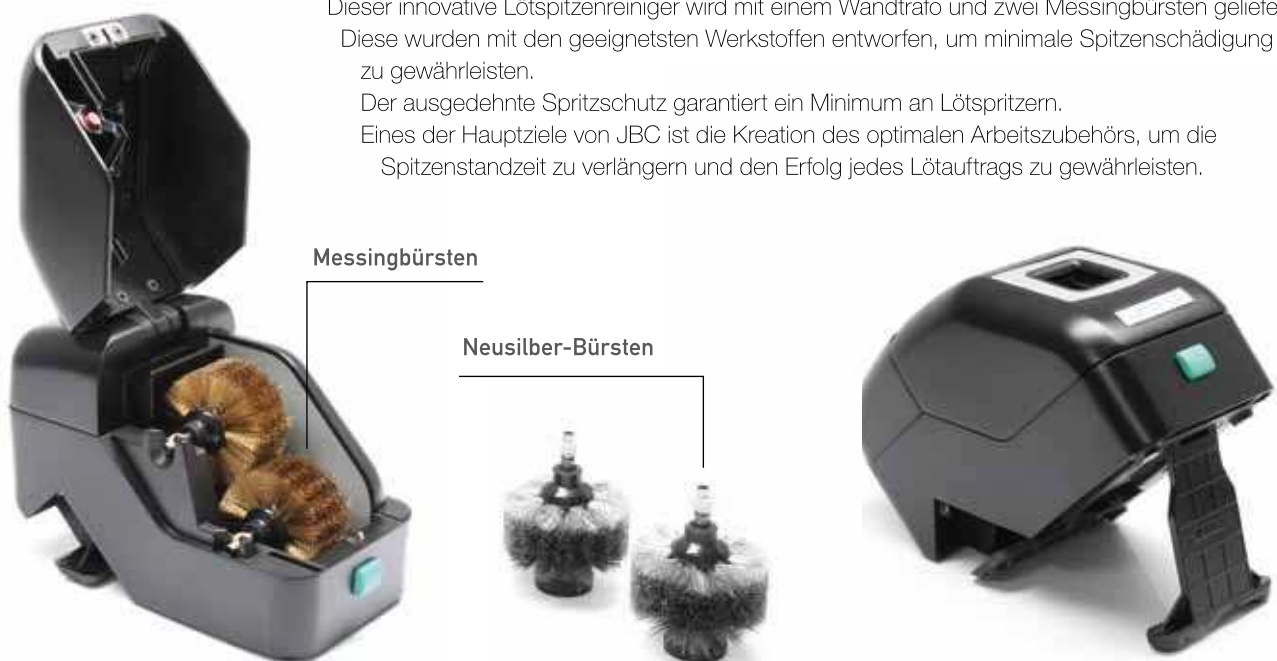 Dieser innovative Lötspitzenreiniger wird mit einem Wandtrafo und zwei Messingbürsten geliefe
Diese wurden mit den geeignetsten Werkstoffen entworfen, um minimale Spitzenschädigung
zu gewährleisten.
Der ausgedehnte Spritzschutz garantiert ein Minimum an Lötspritzern.
Eines der Hauptziele von JBC ist die Kreation des optimalen Arbeitszubehörs, um die
Spitzenstandzeit zu verlängern und den Erfolg jedes Lötauftrags zu gewährleisten.
Messingbürsten
Neusilber-Bürsten